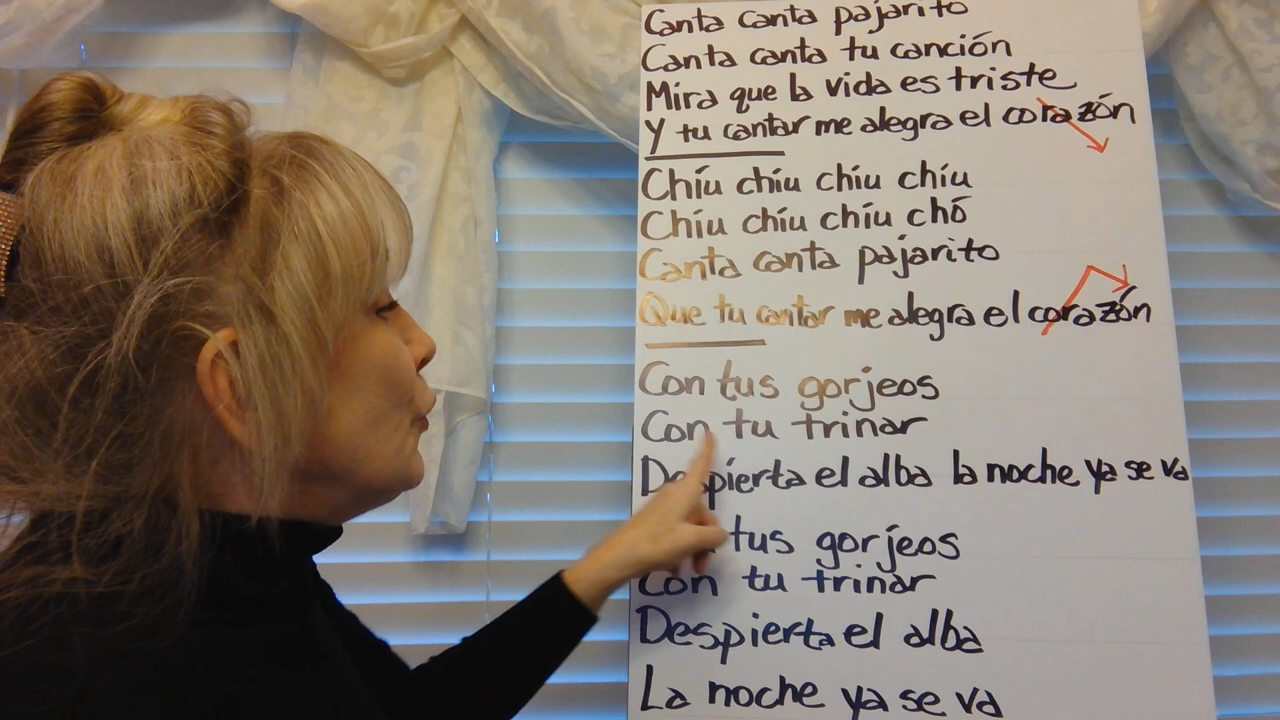 Canta canta pajarito
Canta canta tu canción
Mira que la vida es triste
Y tu cantar me alegra el corazón
Chíu chíu chíu chíu
Chíu chíu chíu chó
Canta canta pajarito
Que tu cantar me alegra el corazón
Con tus gorjeos
Con tu trinar
Despierta el alba la noche ya se va
tus gorjeos
Con tu trinar
Despierta el alba
La noche ya se va